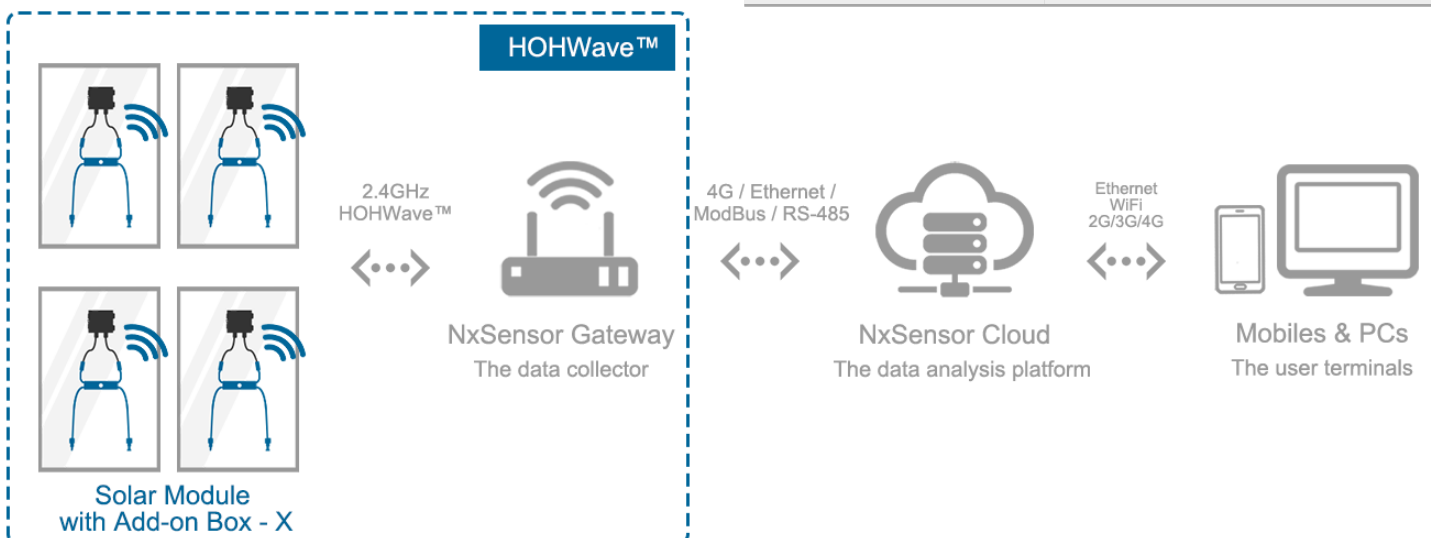 HOHWave™
2.4GHz
HOHWave™
4G / Ethernet /
ModBus / RS-485
Ethernet
WiFi
2G/3G/4G
NxSensor Gateway
The data collector
NxSensor Cloud
The data analysis platform
Mobiles & PCs
The user terminals
Solar Module
with Add-on Box - X